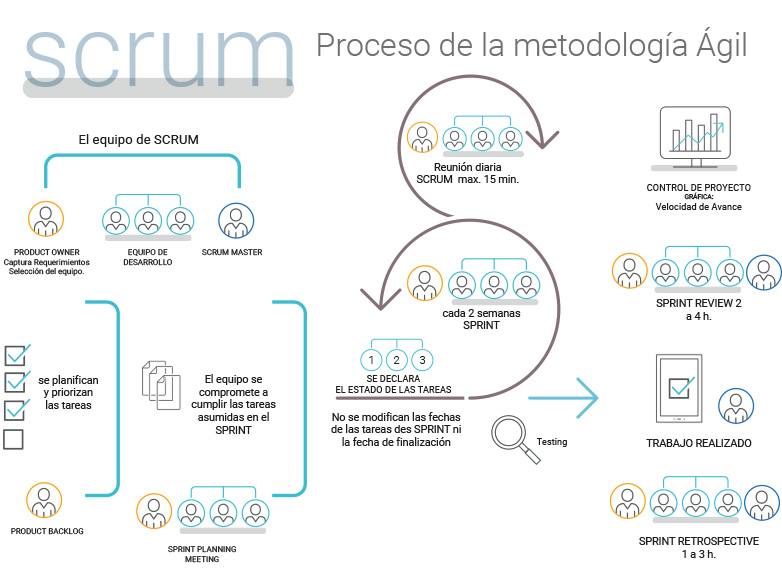 scrum
Proceso de la metodología Ágil
El equipo de SCRUM
PRODUCT OWNER
Captura Requerimientos
Selección del equipo.
EQUIPO DE
DESARROLLO
SCRUM MASTER
se planifican
y priorizan
las tareas
PRODUCT BACKLOG
El equipo se
compromete a
cumplir las tareas
asumidas en el
SPRINT
SPRINT PLANNING
MEETING
Reunión diaria
SCRUM max. 15 min.
cada 2 semanas
SPRINT
1 2 3
SE DECLARA
EL ESTADO DE LAS TAREAS
No se modifican las fechas
de las tareas des SPRINT ni
la fecha de finalización
Testing
CONTROL DE PROYECTO
GRÁFICA:
Velocidad de Avance
SPRINT REVIEW 2
a 4 h.
TRABAJO REALIZADO
SPRINT RETROSPECTIVE
1 a 3 h.